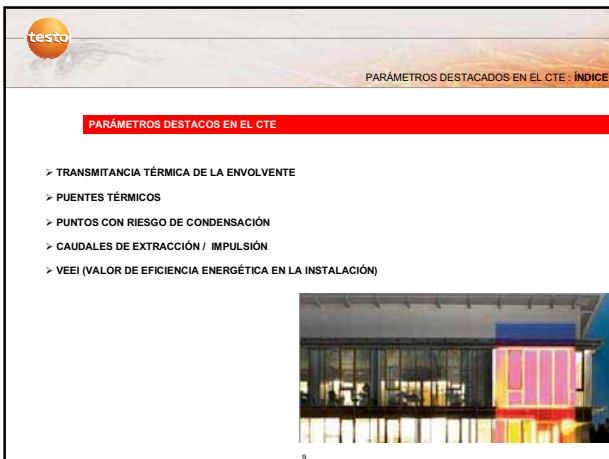 testo
PARÁMETROS DESTACADOS EN EL CTE : ÍNDICE
PARÁMETROS DESTACOS EN EL CTE
➢ TRANSMITANCIA TÉRMICA DE LA ENVOLVENTE
➢ PUENTES TÉRMICOS
➢ PUNTOS CON RIESGO DE CONDENSACIÓN
➢ CAUDALES DE EXTRACCIÓN / IMPULSIÓN
➢ VEEI (VALOR DE EFICIENCIA ENERGÉTICA EN LA INSTALACIÓN)
9